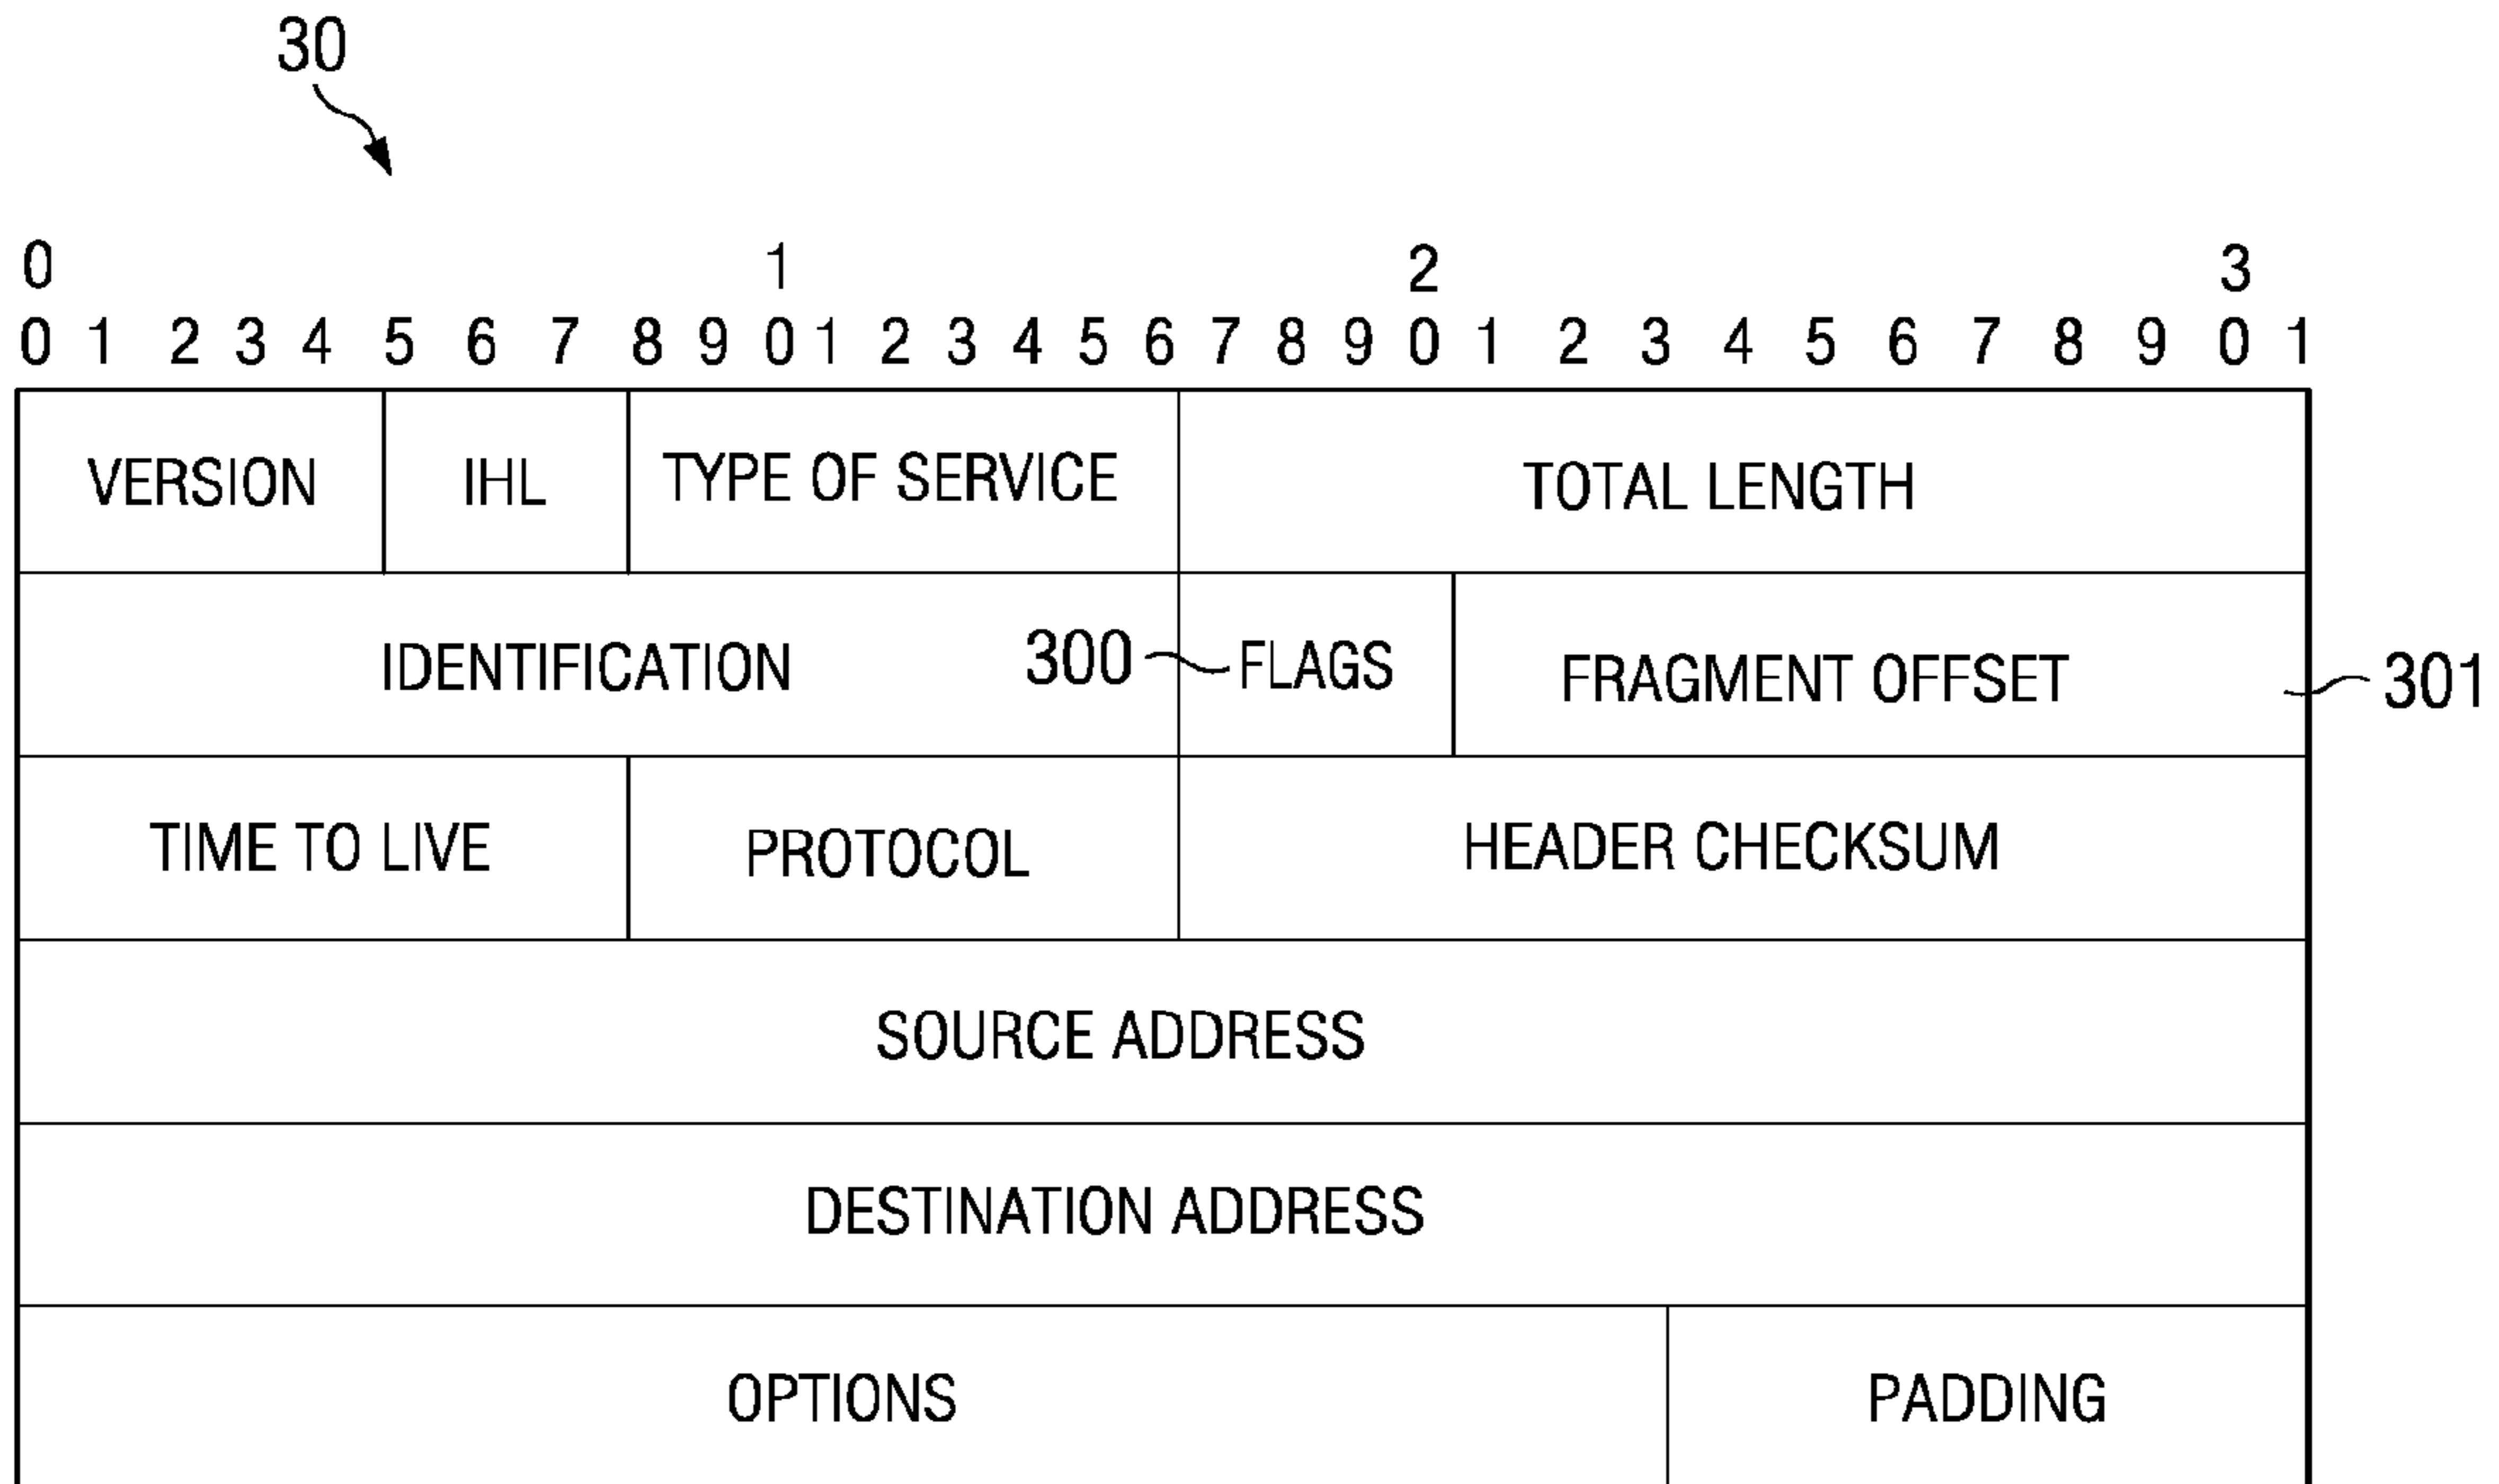 30
0 1 2 3
0 1 2 3 4 5 6 7 8 9 0 1 2 3 4 5 6 7 8 9 0 1 2 3 4 5 6 7 8 9 0 1
VERSION IHL TYPE OF SERVICE TOTAL LENGTH
IDENTIFICATION 300 FLAGS FRAGMENT OFFSET 301
TIME TO LIVE PROTOCOL HEADER CHECKSUM
SOURCE ADDRESS
DESTINATION ADDRESS
OPTIONS PADDING